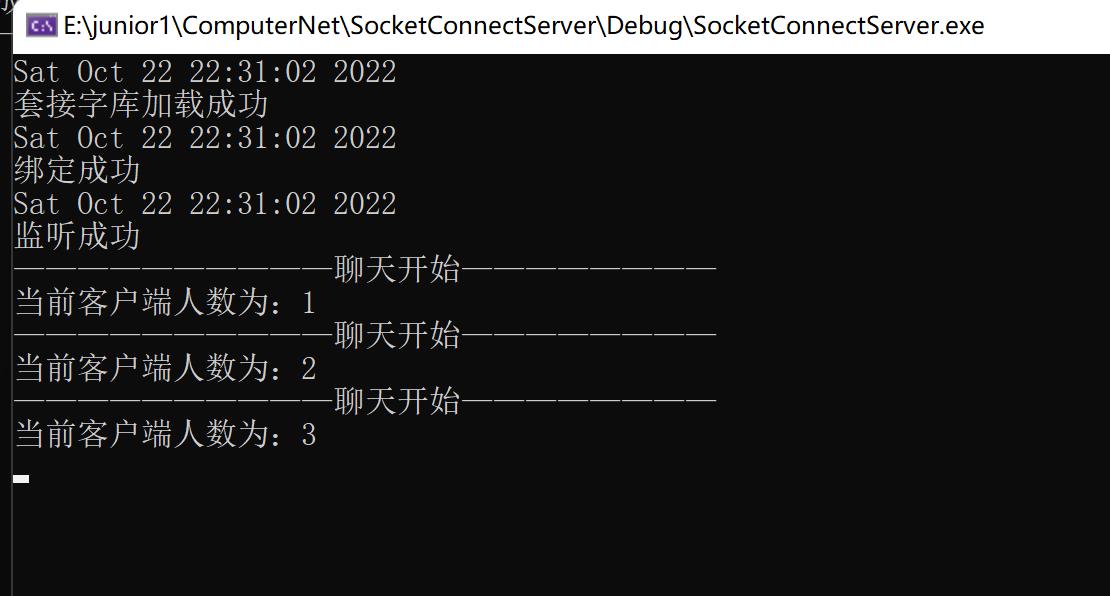 E:\junior1\ComputerNet\SocketConnectServer\Debug\SocketConnectServer.exe
Sat Oct 22 22:31:02 2022
套接字库加载成功
Sat Oct 22 22:31:02 2022
绑定成功
Sat Oct 22 22:31:02 2022
监听成功
——————————聊天开始————————
当前客户端人数为：1
——————————聊天开始————————
当前客户端人数为：2
——————————聊天开始————————
当前客户端人数为：3